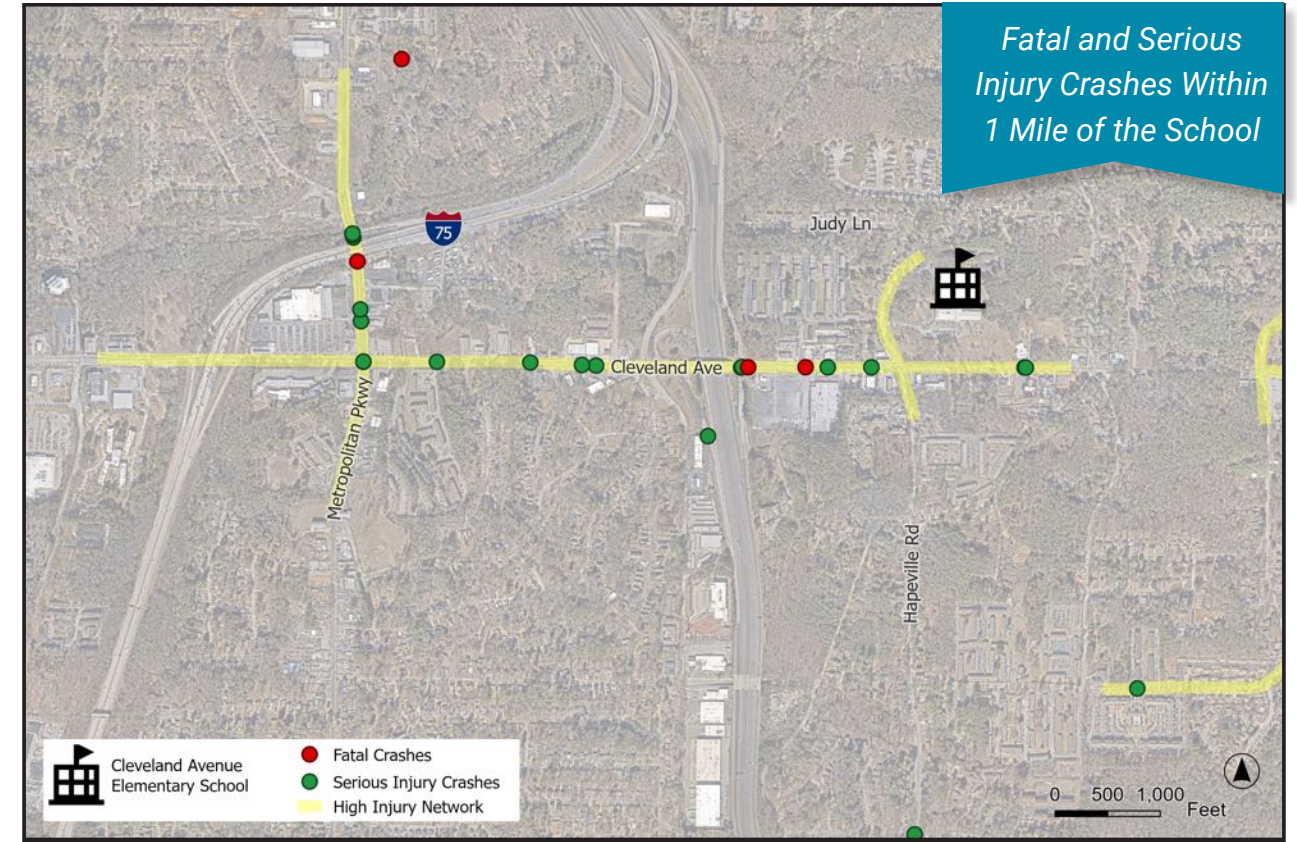 Fatal and Serious
Injury Crashes Within
1 Mile of the School
Judy Ln
75
Cleveland Ave
Metropolitan Pkwy
Hapeville Rd
Cleveland Avenue
Elementary School
Fatal Crashes
Serious Injury Crashes
High Injury Network
0 500 1,000
Feet